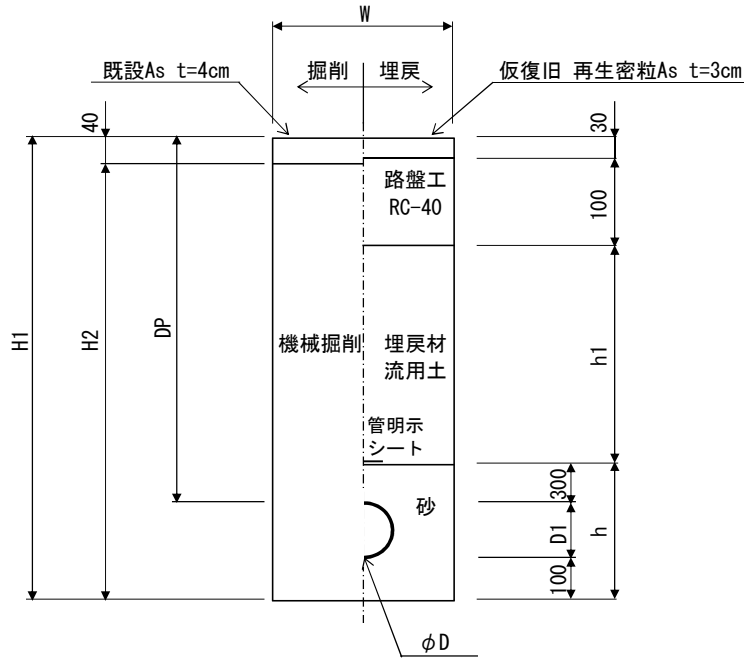 W
既設As t=4cm
掘削 埋戻
仮復旧 再生密粒As t=3cm
40
30
路盤工
RC-40
100
H1
H2
DP
機械掘削
埋戻材
流用土
h1
管明示
シート
砂
300
D1
h
100
φD